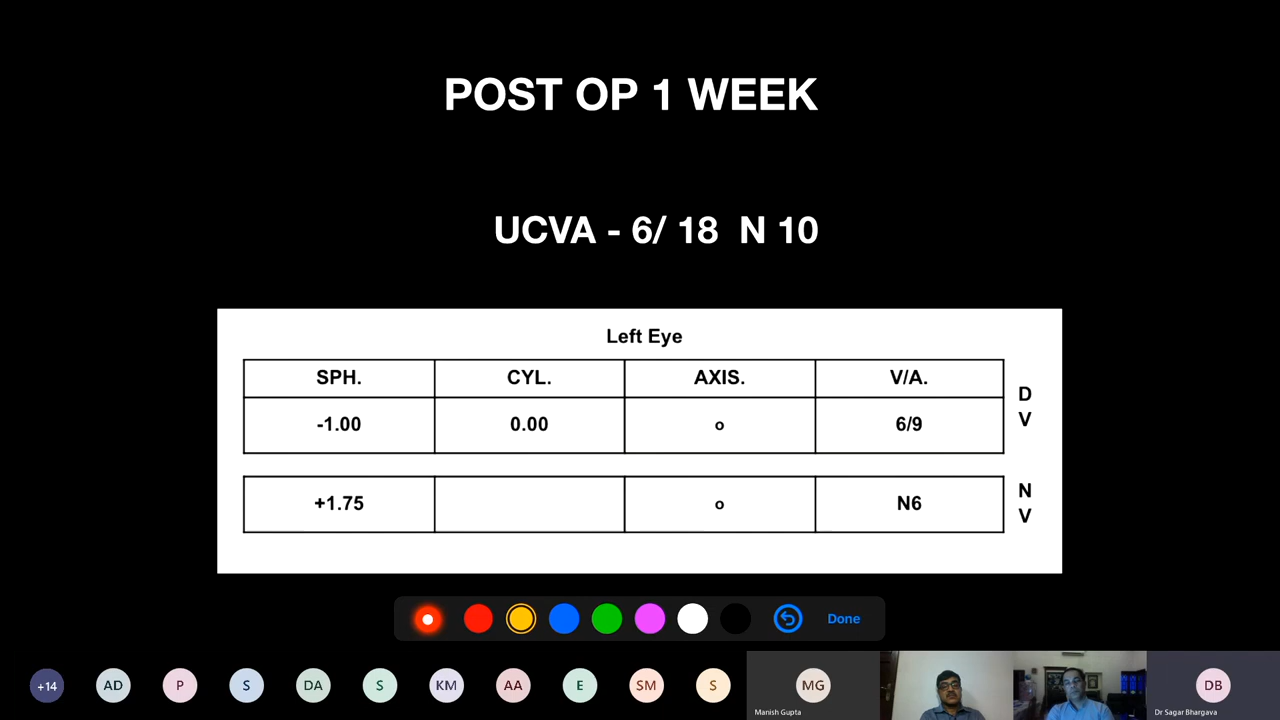 POST OP 1 WEEK
UCVA - 6/ 18 N 10
Left Eye
SPH. CYL. AXIS. V/A.
-1.00 0.00 o 6/9
D
V
+1.75 o N6
N
V
Done
+14 AD P S DA S KM AA E SM S MG DB
Manish Gupta
Dr Sagar Bhargava